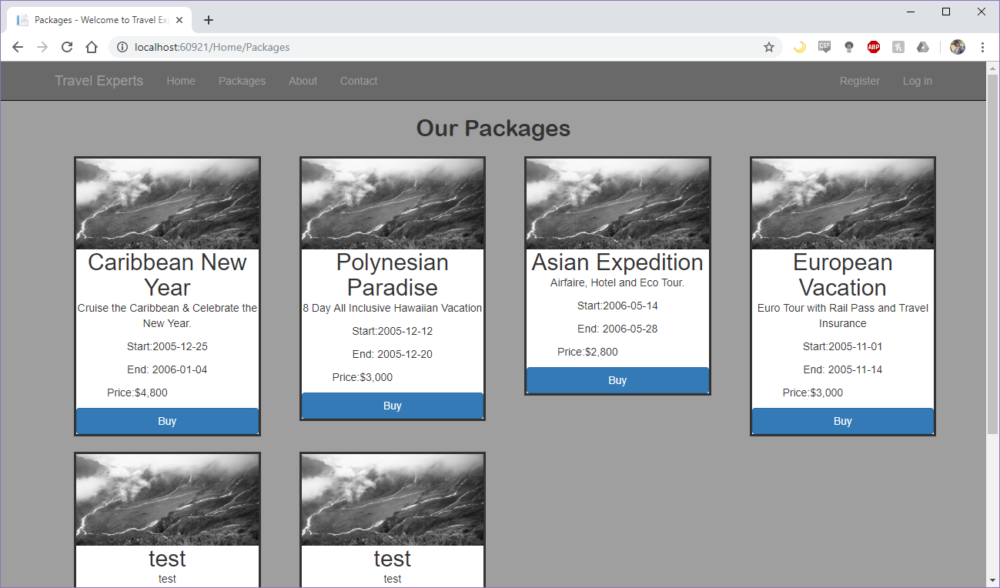 Packages - Welcome to Travel Ex
localhost:60921/Home/Packages
CSS
ABP
Travel Experts
Home
Packages
About
Contact
Register
Log in
Our Packages
Caribbean New
Year
Cruise the Caribbean & Celebrate the
New Year.
Start:2005-12-25
End: 2006-01-04
Price:$4,800
Buy
Polynesian
Paradise
8 Day All Inclusive Hawaiian Vacation
Start:2005-12-12
End: 2005-12-20
Price:$3,000
Buy
Asian Expedition
Airfaire, Hotel and Eco Tour.
Start:2006-05-14
End: 2006-05-28
Price:$2,800
Buy
European
Vacation
Euro Tour with Rail Pass and Travel
Insurance
Start:2005-11-01
End: 2005-11-14
Price:$3,000
Buy
test
test
test
test